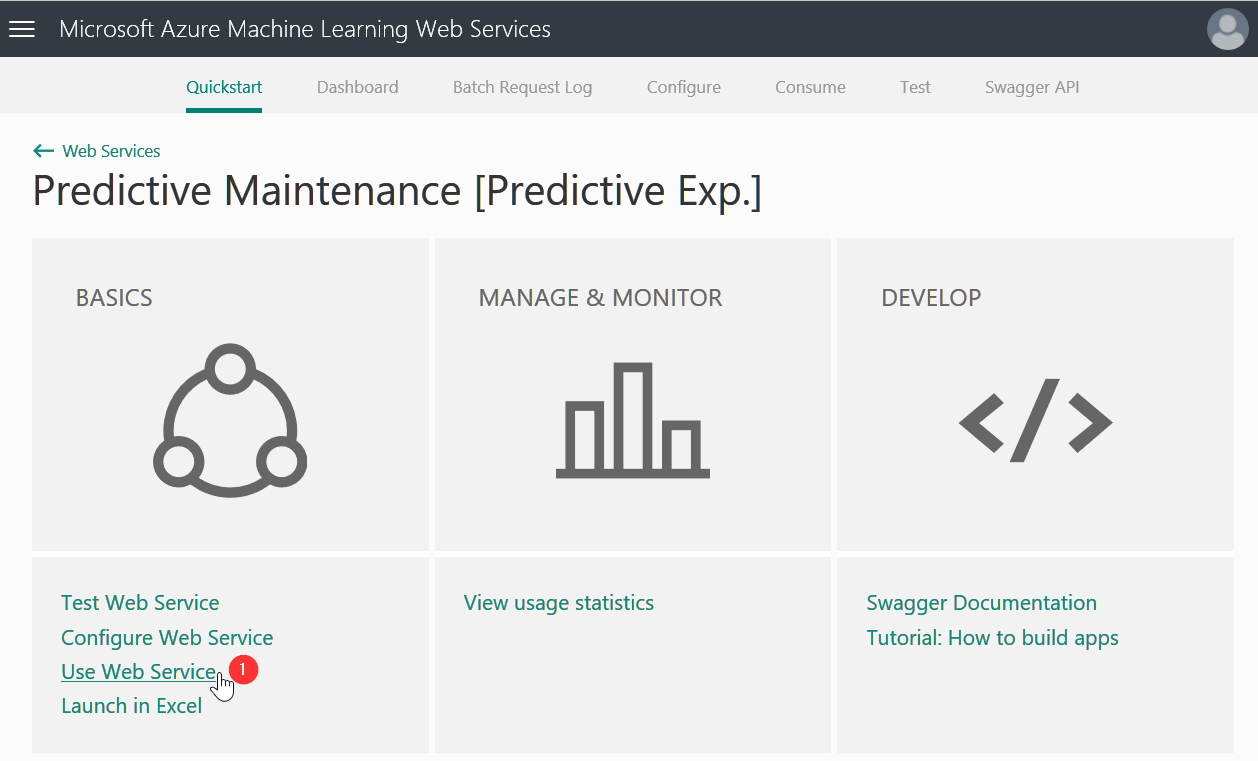 Microsoft Azure Machine Learning Web Services
Quickstart Dashboard Batch Request Log Configure Consume Test Swagger API
Web Services
Predictive Maintenance [Predictive Exp.]
BASICS MANAGE & MONITOR DEVELOP
Test Web Service View usage statistics Swagger Documentation
Configure Web Service Tutorial: How to build apps
Use Web Service 1
Launch in Excel